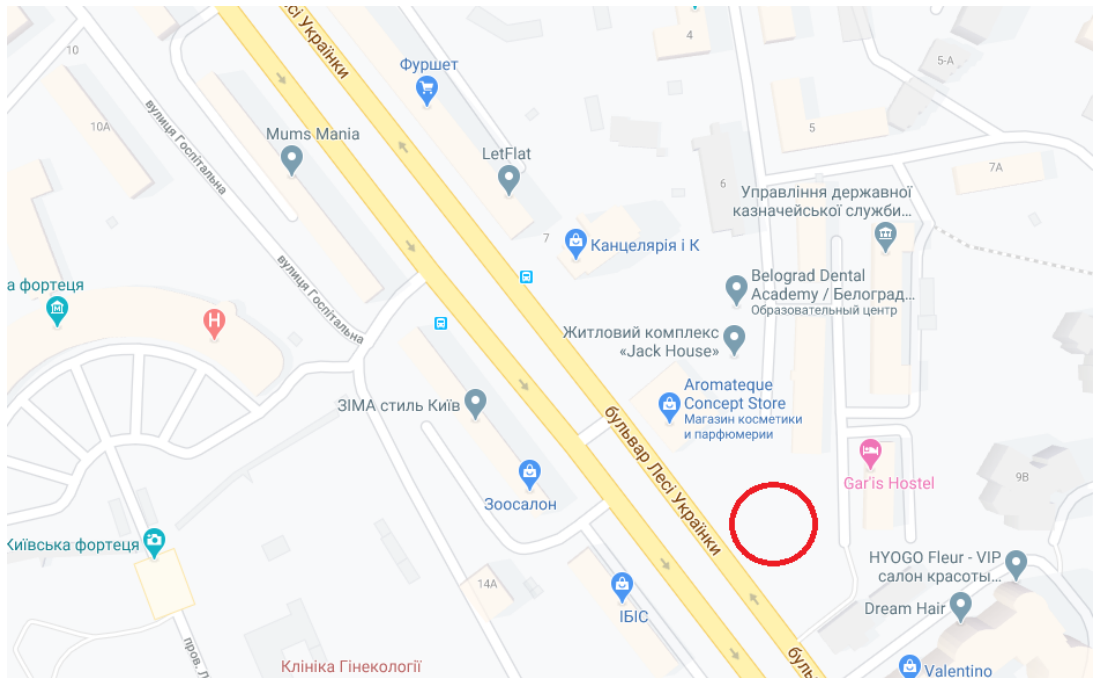 4
10
5-А
Лесі Українки
Фуршет
10А
5
Mums Mania
вулиця Госпітальна
LetFlat
7А
6
Управління державної
казначейської служби...
7
Канцелярія і К
а фортеця
вулиця Госпітальна
Belograd Dental
Academy / Белоград...
Образовательный центр
H
Житловий комплекс
«Jack House»
ЗІМА стиль Київ
Aromateque
Concept Store
Магазин косметики
и парфюмерии
бульвар Лесі Українки
Gar'is Hostel
9В
Зоосалон
Київська фортеця
HYOGO Fleur - VIP
салон красоты...
14А
ІБІС
Dream Hair
пров. Л
буль
Клініка Гінекології
Valentino